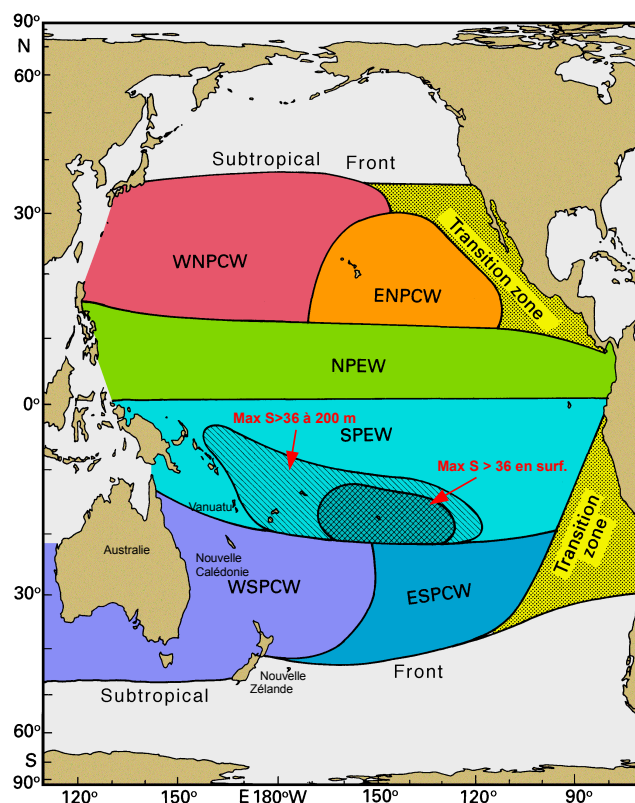 90°
N
60°
Subtropical Front
30°
Transition zone
WNPCW
ENPCW
NPEW
0°
Max S>36 à 200 m
SPEW
Max S > 36 en surf.
Vanuatu
Transition
zone
Australie
Nouvelle
Calédonie
30°
WSPCW
ESPCW
Front
Nouvelle
Zélande
Subtropical
60°
S
90°
120° 150° E 180° W 150° 120° 90°